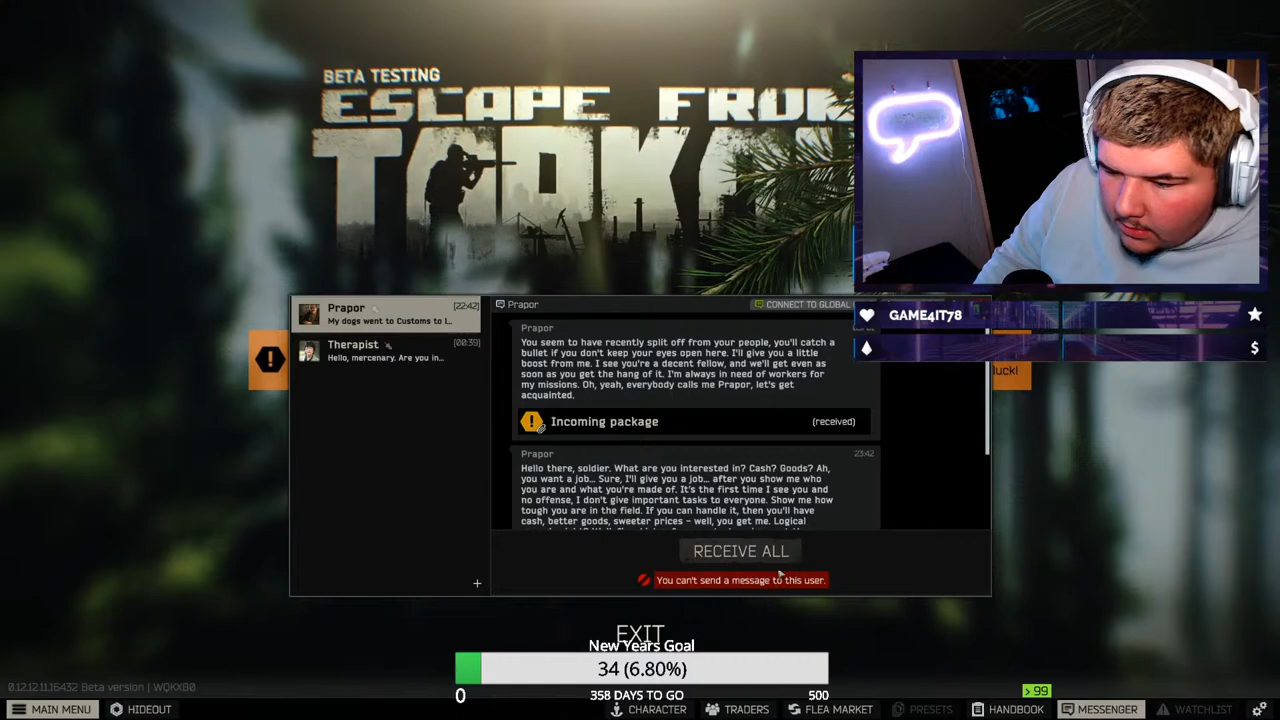 BETA TESTING
ESCAPE FROM
TARKOV
Prapor
[22:42]
My dogs went to Customs to l...
Therapist
[00:39]
Hello, mercenary. Are you in...
Prapor
CONNECT TO GLOBAL
GAME4IT78
$
luck!
Prapor
You seem to have recently split off from your people, you'll catch a
bullet if you don't keep your eyes open here. I'll give you a little
boost from me. I see you're a decent fellow, and we'll get even as
soon as you get the hang of it. I'm always in need of workers for
my missions. Oh, yeah, everybody calls me Prapor, let's get
acquainted.
Incoming package
(received)
Prapor
23:42
Hello there, soldier. What are you interested in? Cash? Goods? Ah,
you want a job... Sure, I'll give you a job... after you show me who
you are and what you're made of. It's the first time I see you and
no offense, I don't give important tasks to everyone. Show me how
tough you are in the field. If you can handle it, then you'll have
cash, better goods, sweeter prices – well, you get me. Logical
RECEIVE ALL
You can't send a message to this user.
+
EXIT
New Years Goal
34 (6.80%)
0
358 DAYS TO GO
500
0.12.12.11.16432 Beta version | WQKXB0
> 99
MAIN MENU
HIDEOUT
CHARACTER
TRADERS
FLEA MARKET
PRESETS
HANDBOOK
MESSENGER
WATCHLIST